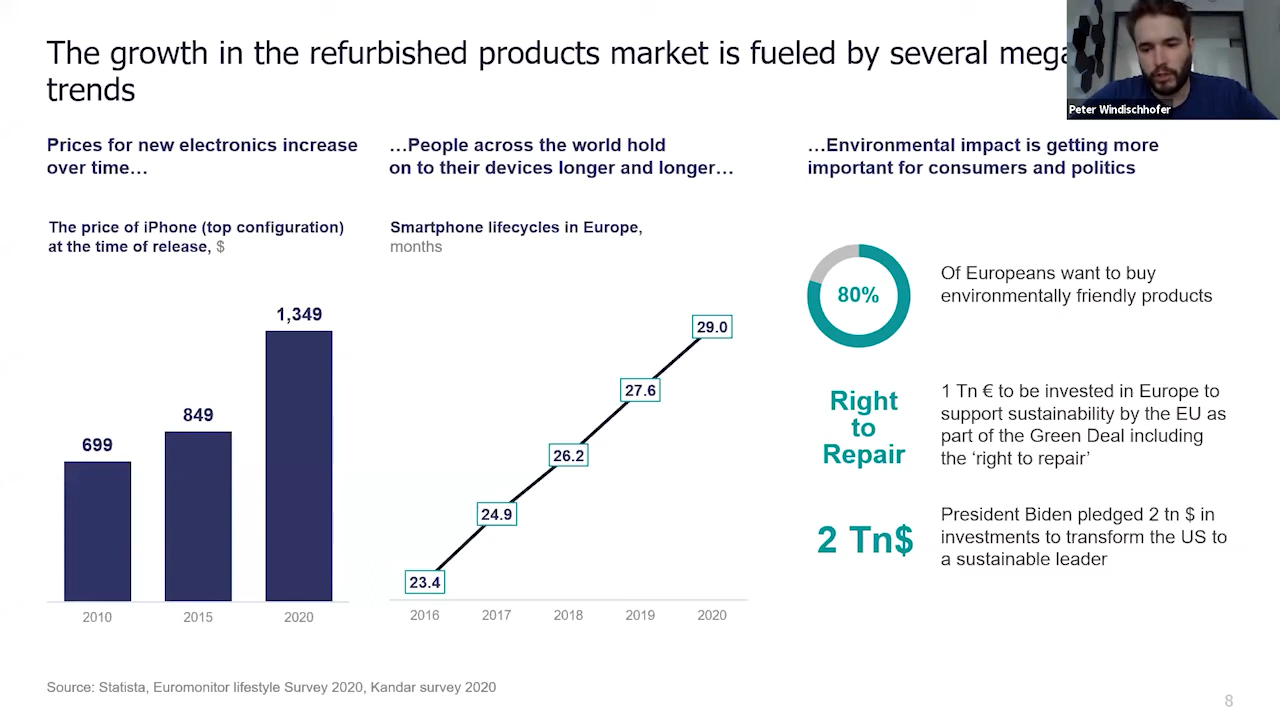 The growth in the refurbished products market is fueled by several mega
trends
Peter Windischhofer
Prices for new electronics increase
over time…
The price of iPhone (top configuration)
at the time of release, $
699
849
1,349
2010
2015
2020
…People across the world hold
on to their devices longer and longer…
Smartphone lifecycles in Europe,
months
23.4
24.9
26.2
27.6
29.0
2016
2017
2018
2019
2020
…Environmental impact is getting more
important for consumers and politics
80%
Of Europeans want to buy
environmentally friendly products
Right
to
Repair
1 Tn € to be invested in Europe to
support sustainability by the EU as
part of the Green Deal including
the ‘right to repair’
2 Tn$
President Biden pledged 2 tn $ in
investments to transform the US to
a sustainable leader
Source: Statista, Euromonitor lifestyle Survey 2020, Kandar survey 2020
8